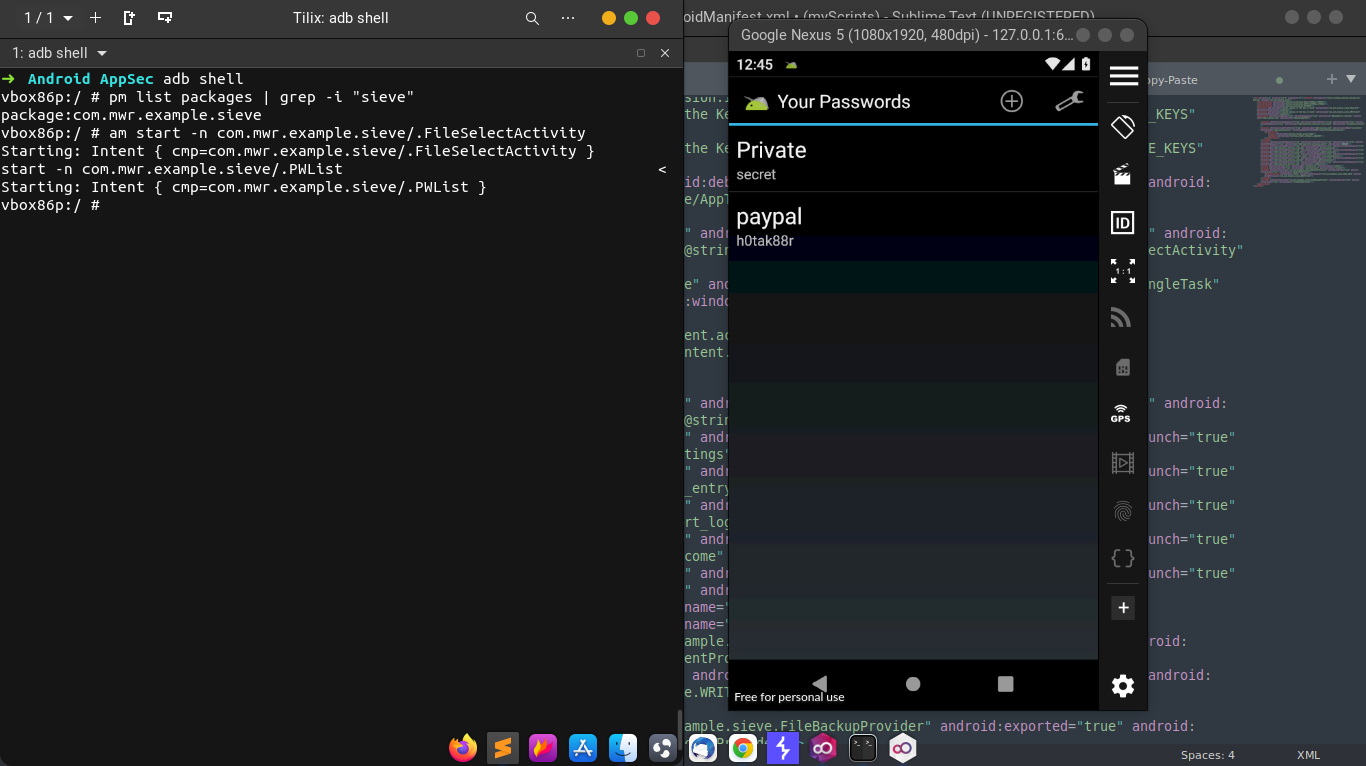 1 / 1
Tilix: adb shell
1: adb shell
➜ Android AppSec adb shell
vbox86p:/ # pm list packages | grep -i "sieve"
package:com.mwr.example.sieve
vbox86p:/ # am start -n com.mwr.example.sieve/.FileSelectActivity
Starting: Intent { cmp=com.mwr.example.sieve/.FileSelectActivity }
start -n com.mwr.example.sieve/.PWList <
Starting: Intent { cmp=com.mwr.example.sieve/.PWList }
vbox86p:/ #
oidManifest.xml • (myScripts) - Sublime Text (UNREGISTERED)
Google Nexus 5 (1080x1920, 480dpi) - 127.0.0.1:6…
12:45
Your Passwords
Private
secret
paypal
h0tak88r
Free for personal use
ID
1 : 1
GPS
py-Paste
the Ke
_KEYS"
the Ke
E_KEYS"
id:deb
android:
e/App
" andr
" android:
@strin
ectActivity"
e" and
ngleTask"
:windo
ent.ac
ntent.
" andr
" android:
@strin
" andr
unch="true"
tings"
" andr
unch="true"
_entry
" andr
unch="true"
rt_log
" andr
unch="true"
come"
" andr
unch="true"
" andr
name="
name="
ample.
roid:
entPro
andro
android:
e.WRIT
ample.sieve.FileBackupProvider" android:exported="true" android:
Spaces: 4
XML